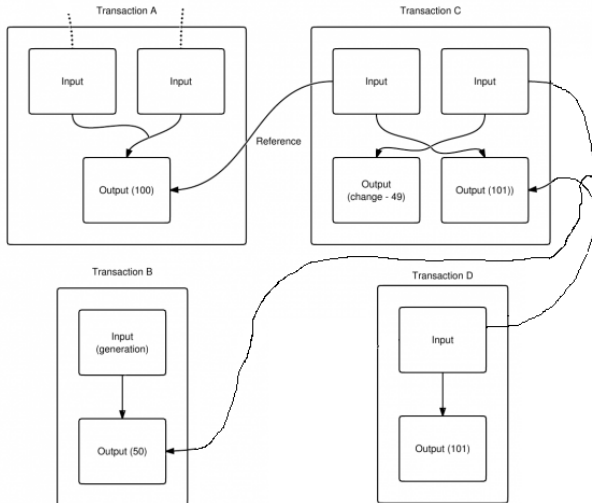 Transaction A
Transaction C
Input
Input
Input
Input
Reference
Output (100)
Output
(change - 49)
Output (101))
Transaction B
Transaction D
Input
(generation)
Input
Output (50)
Output (101)